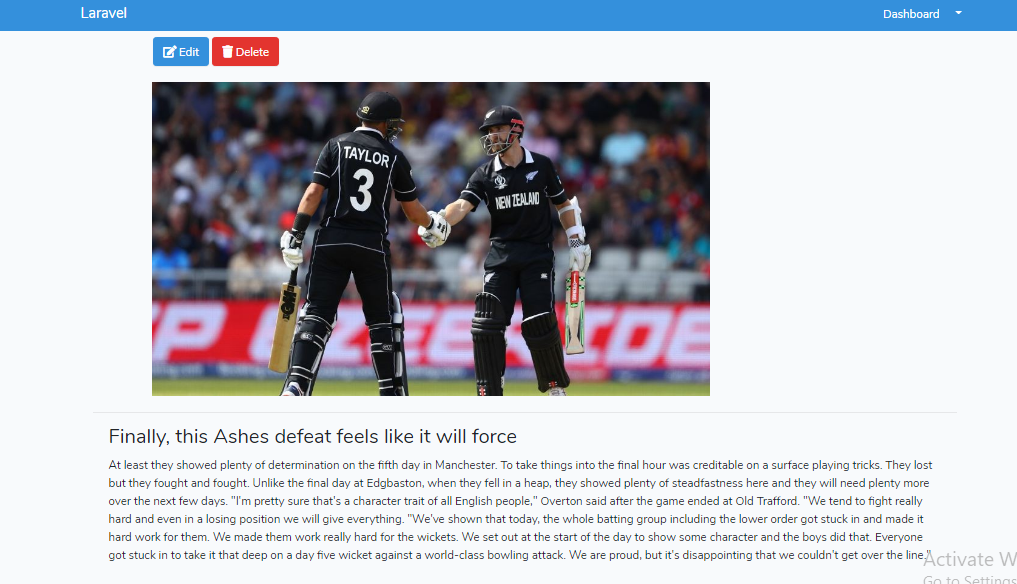 Laravel
Dashboard
Edit
Delete
TAYLOR
3
NEW ZEALAND
Finally, this Ashes defeat feels like it will force
At least they showed plenty of determination on the fifth day in Manchester. To take things into the final hour was creditable on a surface playing tricks. They lost
but they fought and fought. Unlike the final day at Edgbaston, when they fell in a heap, they showed plenty of steadfastness here and they will need plenty more
over the next few days. "I'm pretty sure that's a character trait of all English people," Overton said after the game ended at Old Trafford. "We tend to fight really
hard and even in a losing position we will give everything. "We've shown that today, the whole batting group including the lower order got stuck in and made it
hard work for them. We made them work really hard for the wickets. We set out at the start of the day to show some character and the boys did that. Everyone
got stuck in to take it that deep on a day five wicket against a world-class bowling attack. We are proud, but it's disappointing that we couldn't get over the line."
Activate W
Go to Settings